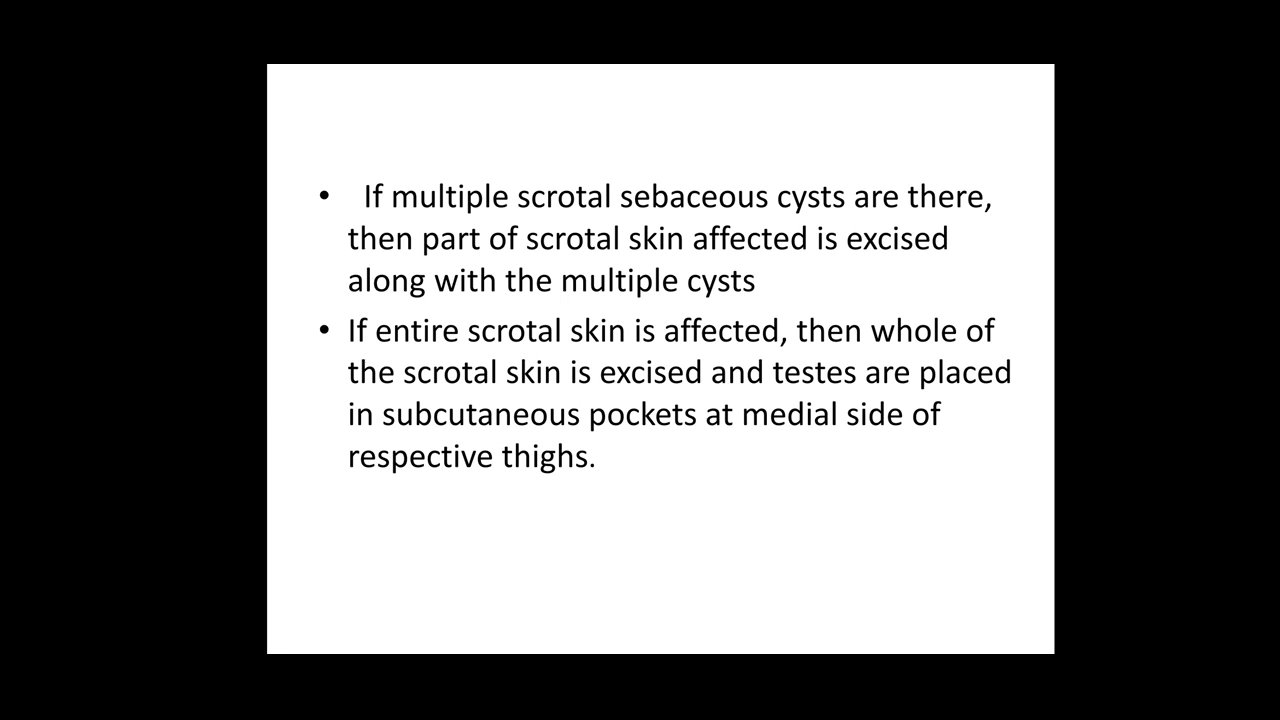 • If multiple scrotal sebaceous cysts are there,
then part of scrotal skin affected is excised
along with the multiple cysts
• If entire scrotal skin is affected, then whole of
the scrotal skin is excised and testes are placed
in subcutaneous pockets at medial side of
respective thighs.